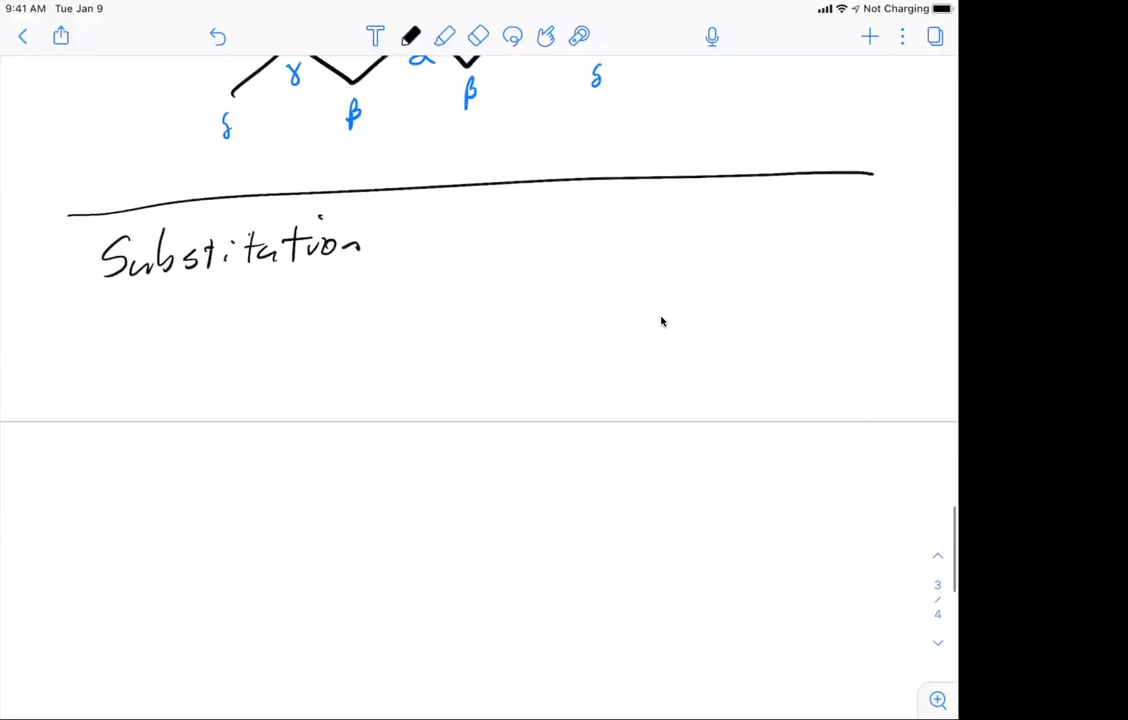 9:41 AM Tue Jan 9
Not Charging
T
γ
α
β
δ
β
δ
Substitution
3
/
4